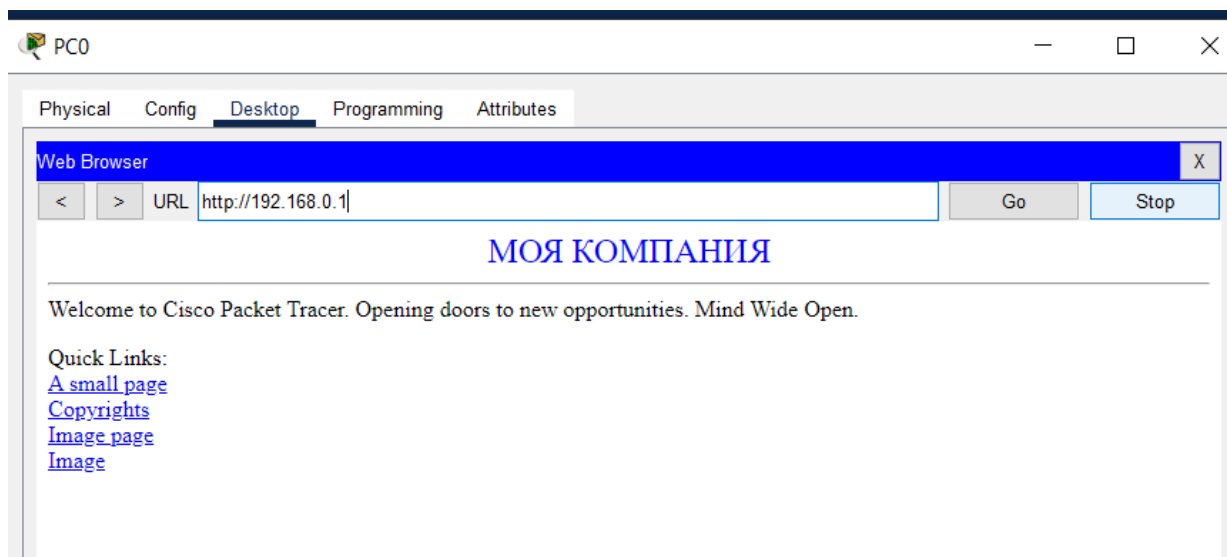 PC0
Physical Config Desktop Programming Attributes
Web Browser X
< > URL http://192.168.0.1 Go Stop
МОЯ КОМПАНИЯ
Welcome to Cisco Packet Tracer. Opening doors to new opportunities. Mind Wide Open.
Quick Links:
A small page
Copyrights
Image page
Image